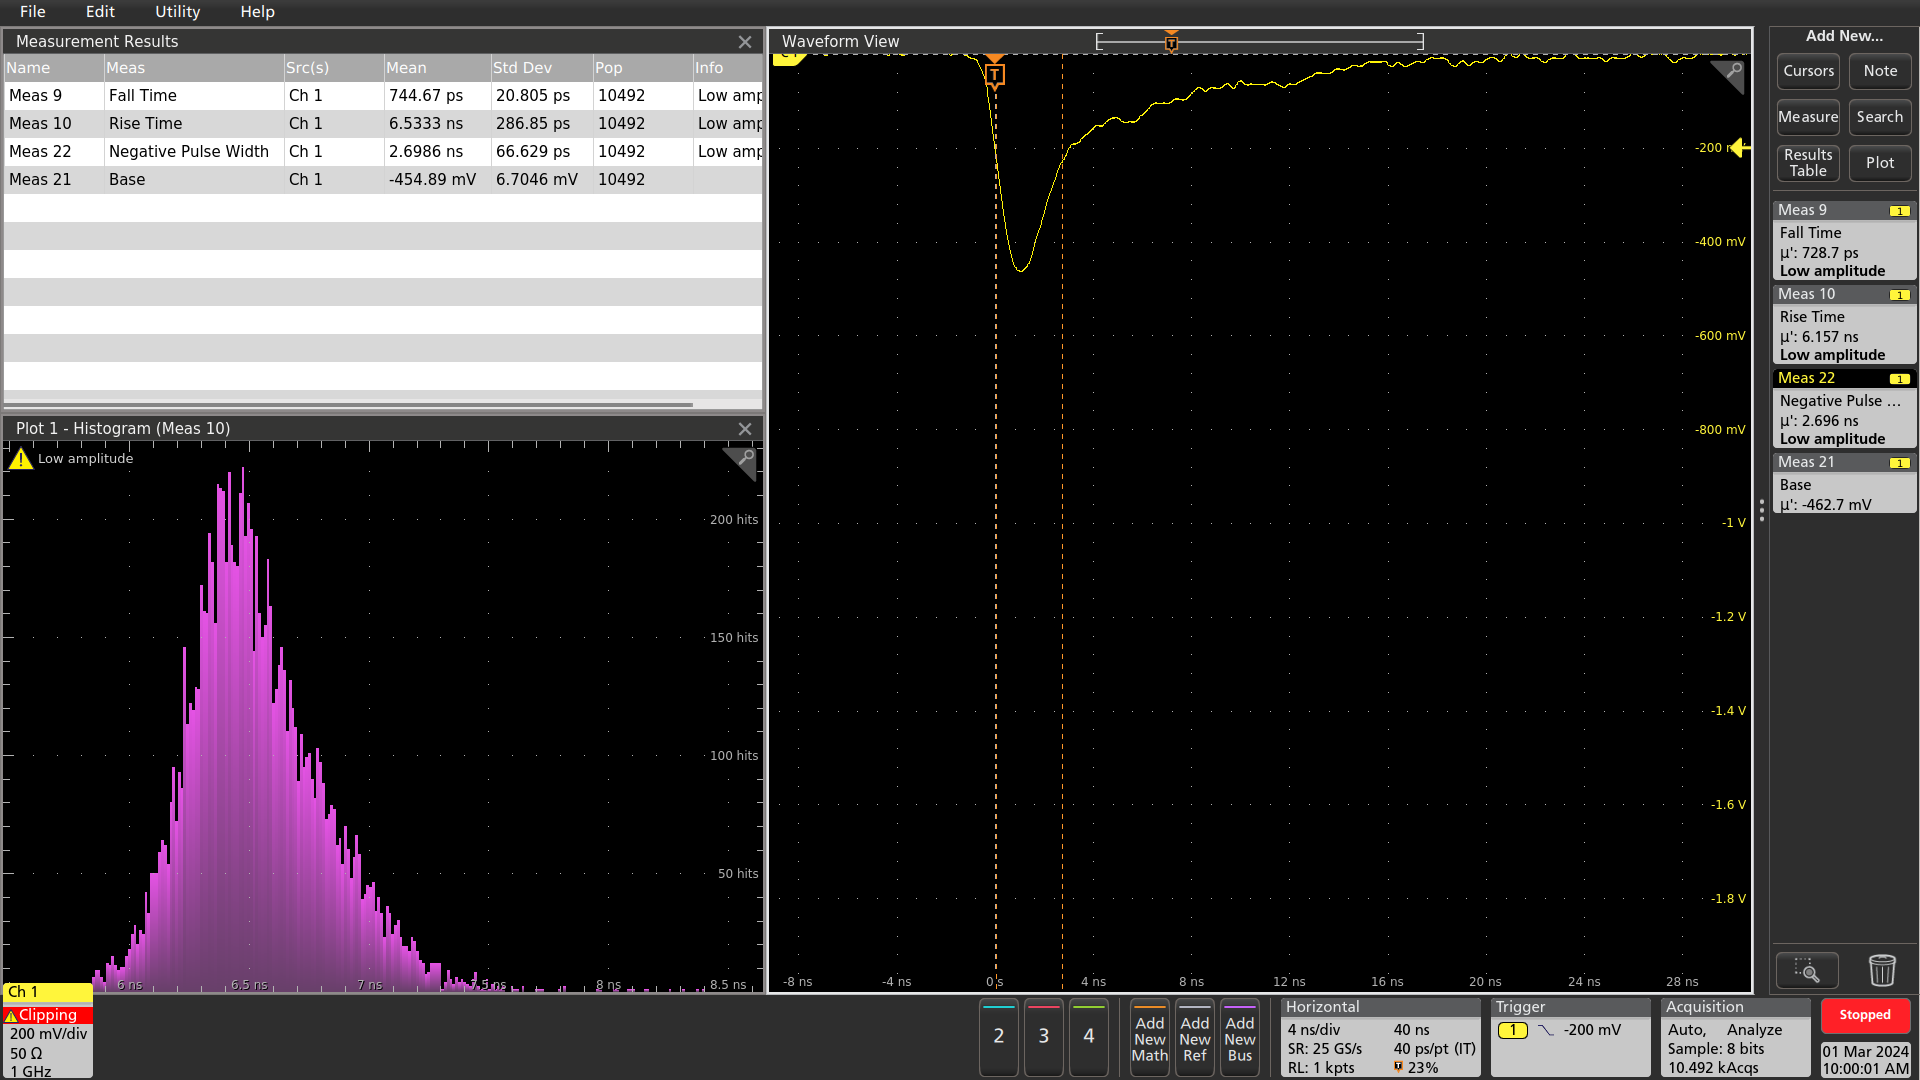 File Edit Utility Help
Measurement Results
Name Meas Src(s) Mean Std Dev Pop Info
Meas 9 Fall Time Ch 1 744.67 ps 20.805 ps 10492 Low amp
Meas 10 Rise Time Ch 1 6.5333 ns 286.85 ps 10492 Low amp
Meas 22 Negative Pulse Width Ch 1 2.6986 ns 66.629 ps 10492 Low amp
Meas 21 Base Ch 1 -454.89 mV 6.7046 mV 10492
Plot 1 - Histogram (Meas 10)
Low amplitude
200 hits
150 hits
100 hits
50 hits
6 ns 6.5 ns 7 ns 7.5 ns 8 ns 8.5 ns
Waveform View
T
T
-200 m
-400 mV
-600 mV
-800 mV
-1 V
-1.2 V
-1.4 V
-1.6 V
-1.8 V
-8 ns -4 ns 0 s 4 ns 8 ns 12 ns 16 ns 20 ns 24 ns 28 ns
Add New...
Cursors Note
Measure Search
Results Table Plot
Meas 9 1
Fall Time
µ': 728.7 ps
Low amplitude
Meas 10 1
Rise Time
µ': 6.157 ns
Low amplitude
Meas 22 1
Negative Pulse ...
µ': 2.696 ns
Low amplitude
Meas 21 1
Base
µ': -462.7 mV
Ch 1
Clipping
200 mV/div
50 Ω
1 GHz
2 3 4
Add New Math
Add New Ref
Add New Bus
Horizontal
4 ns/div 40 ns
SR: 25 GS/s 40 ps/pt (IT)
RL: 1 kpts T 23%
Trigger
1 -200 mV
Acquisition
Auto, Analyze
Sample: 8 bits
10.492 kAcqs
Stopped
01 Mar 2024
10:00:01 AM